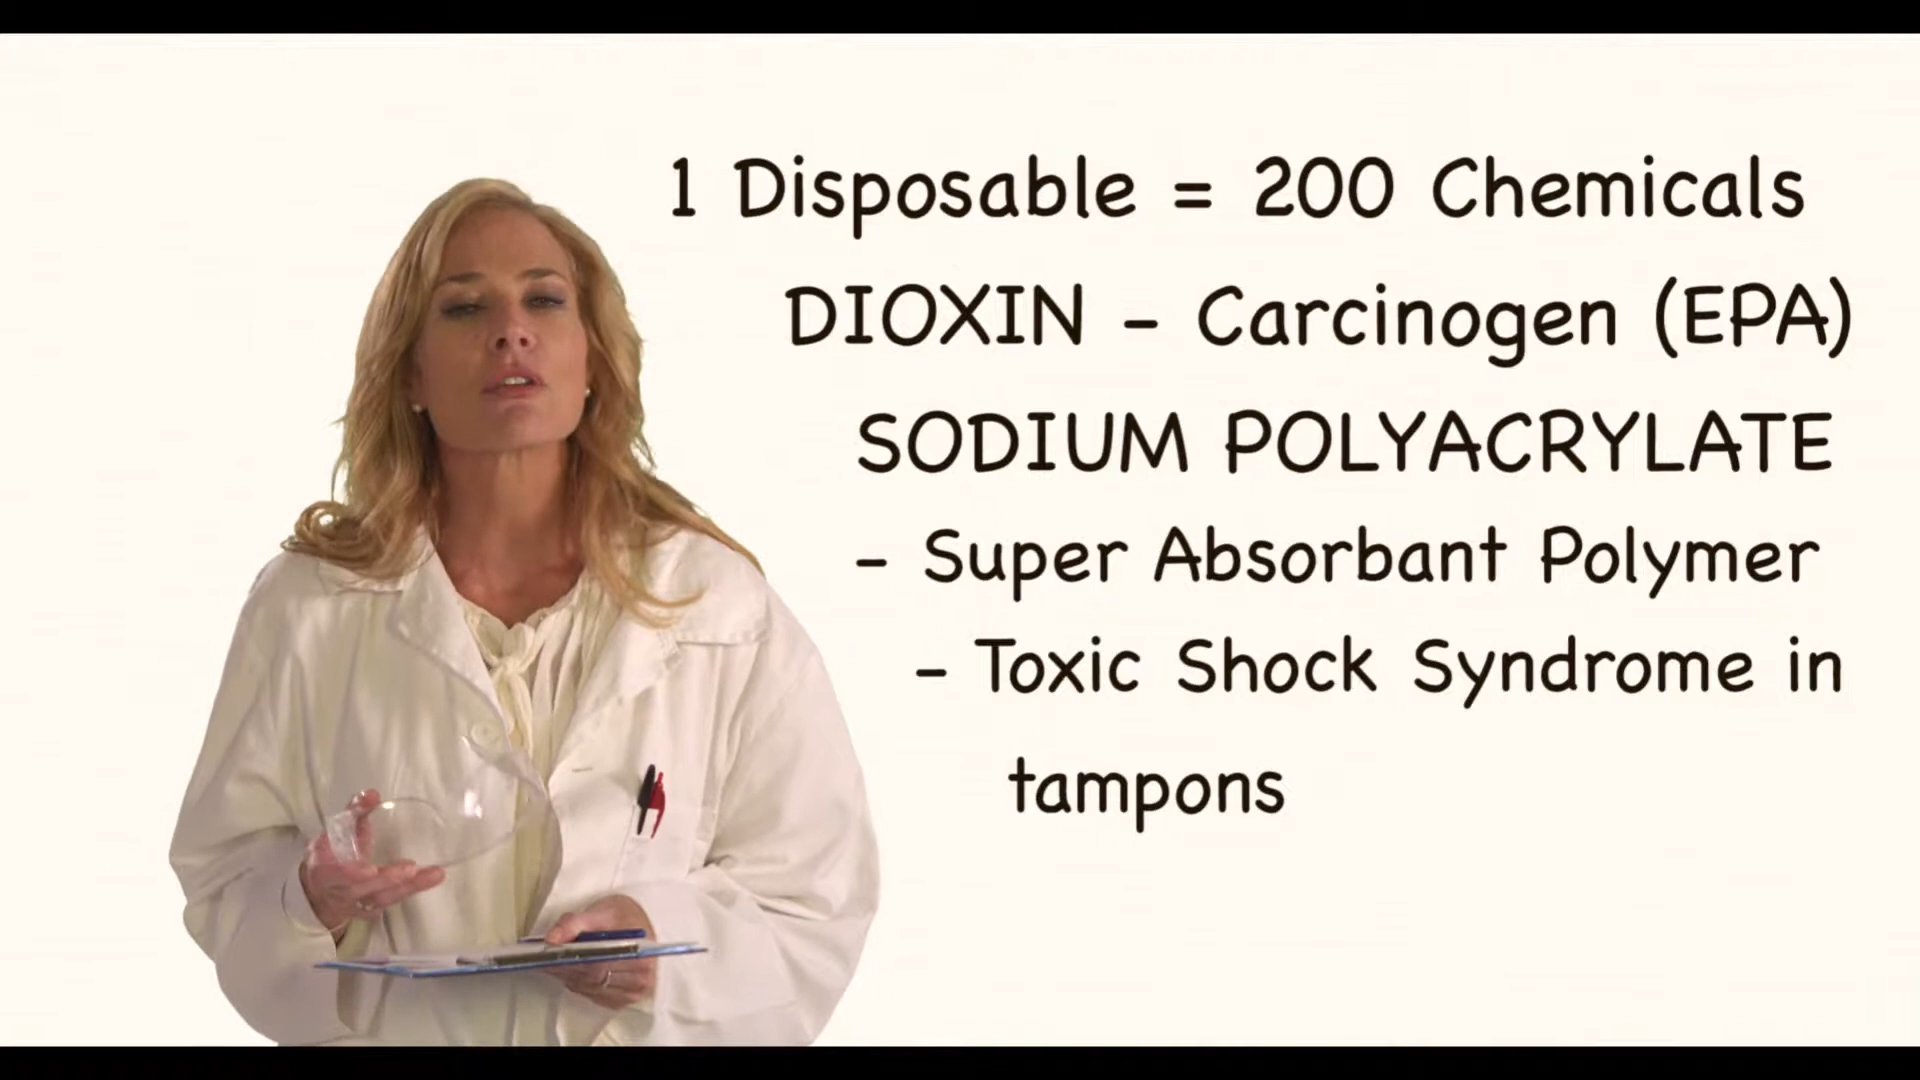 1 Disposable = 200 Chemicals
DIOXIN - Carcinogen (EPA)
SODIUM POLYACRYLATE
- Super Absorbant Polymer
- Toxic Shock Syndrome in
tampons